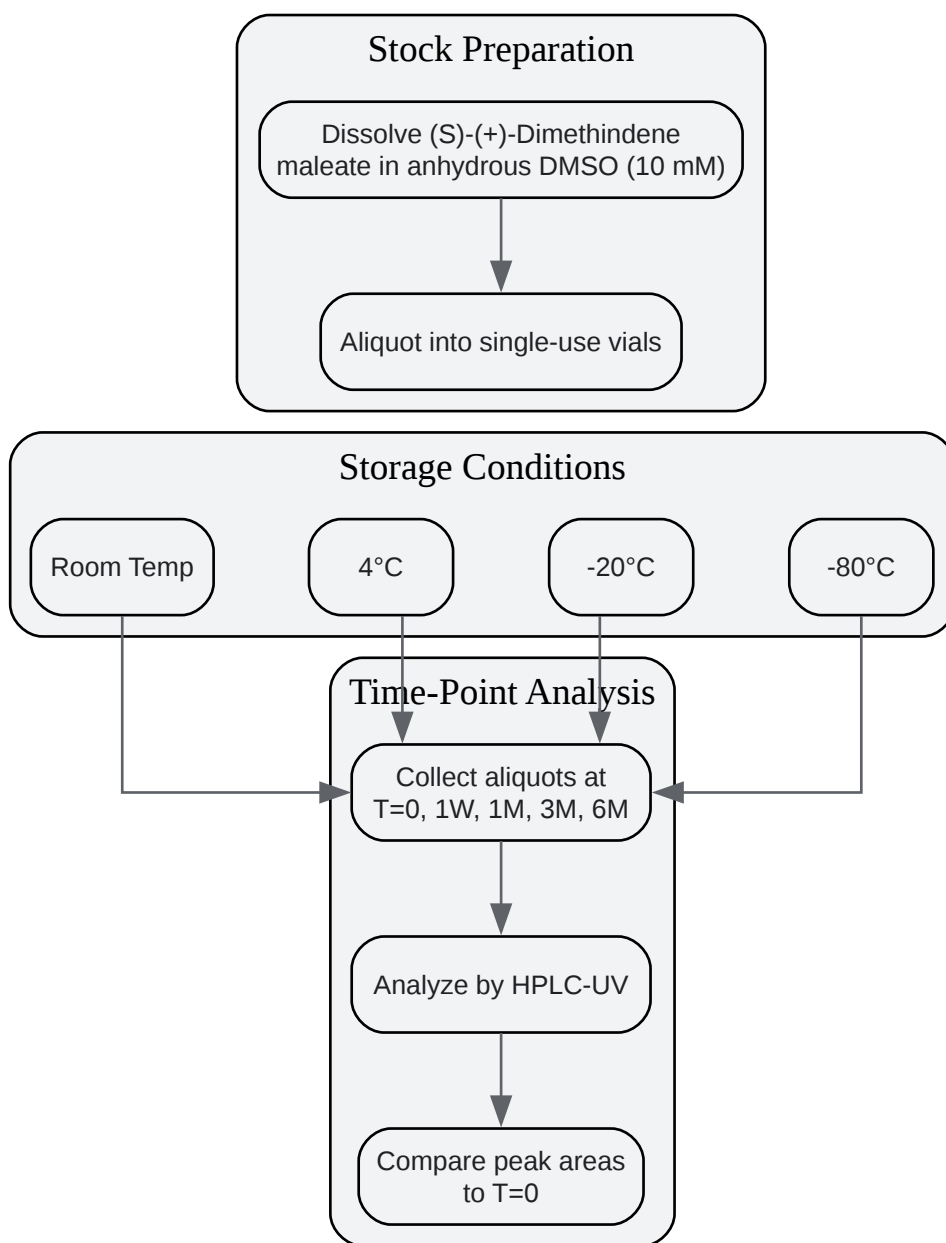 Stock Preparation
Dissolve (S)-(+)-Dimethindene
maleate in anhydrous DMSO (10 mM)
Aliquot into single-use vials
Storage Conditions
Room Temp
4°C
-20°C
-80°C
Time-Point Analysis
Collect aliquots at
T=0, 1W, 1M, 3M, 6M
Analyze by HPLC-UV
Compare peak areas
to T=0